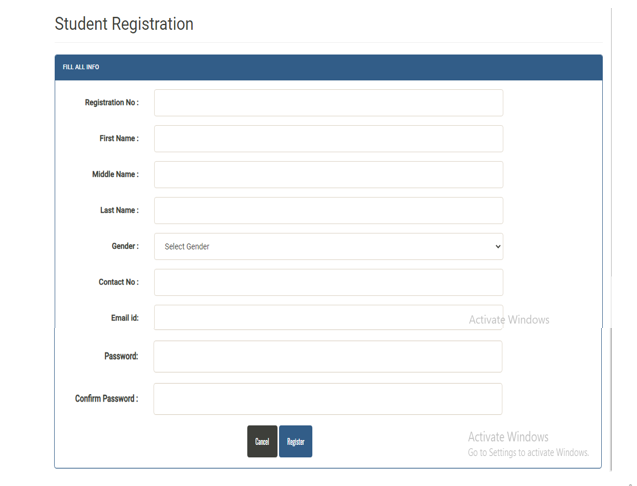 Student Registration
FILL ALL INFO
Registration No :
First Name :
Middle Name :
Last Name :
Gender : Select Gender
Contact No :
Email id:
Activate Windows
Password:
Confirm Password :
Cancel Register
Activate Windows
Go to Settings to activate Windows.